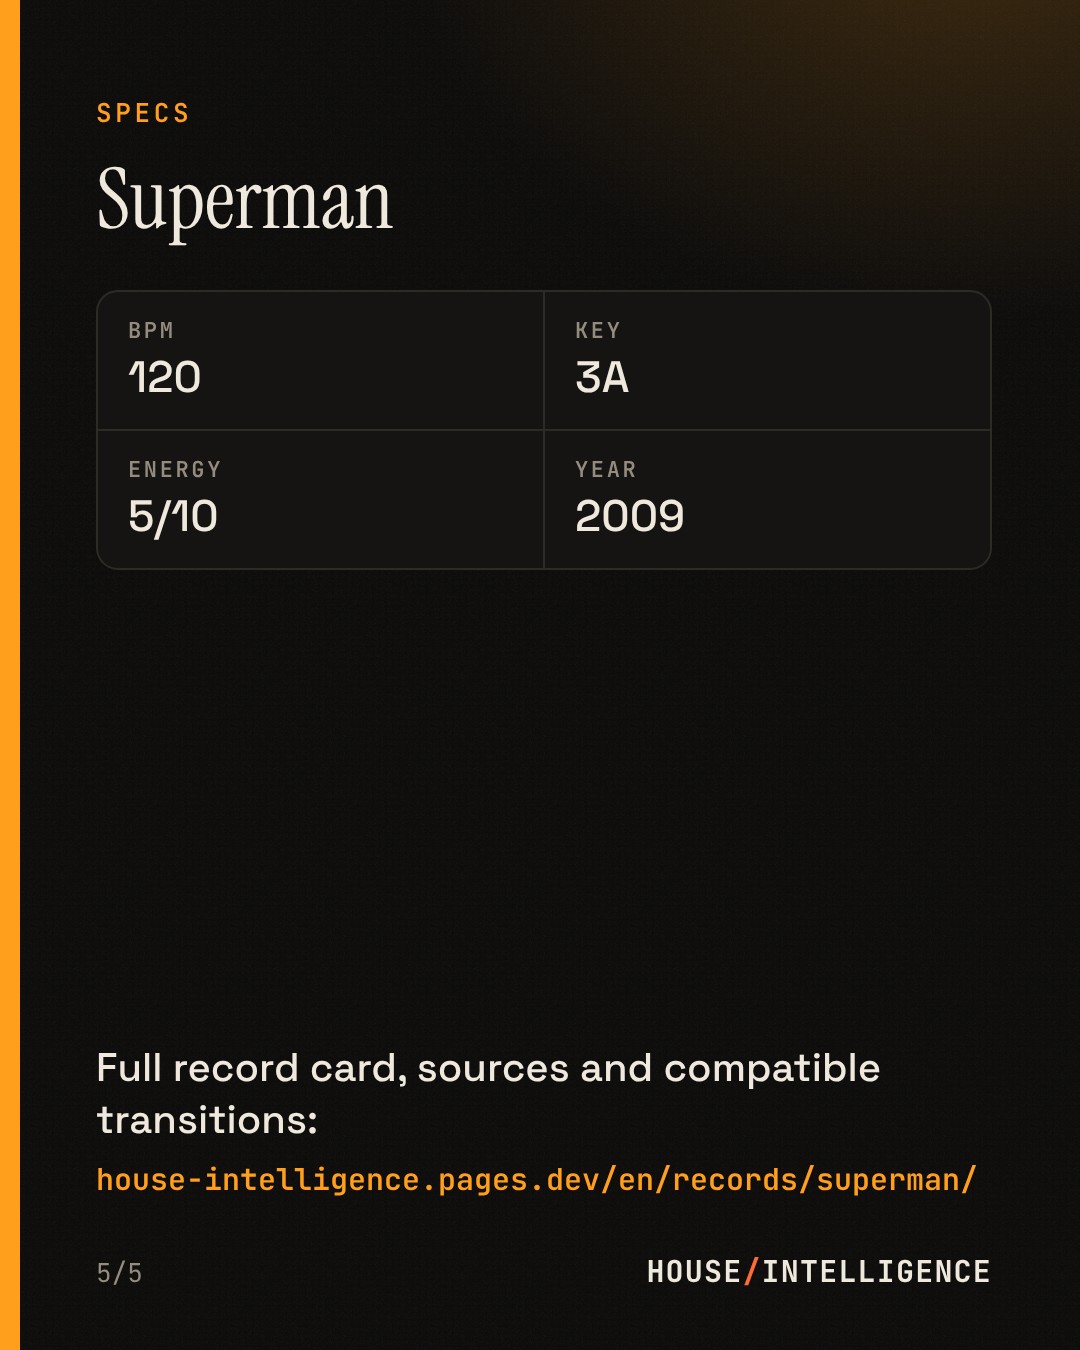 SPECS
Superman
BPM
120
KEY
3A
ENERGY
5/10
YEAR
2009
Full record card, sources and compatible
transitions:
house-intelligence.pages.dev/en/records/superman/
5/5
HOUSE/INTELLIGENCE